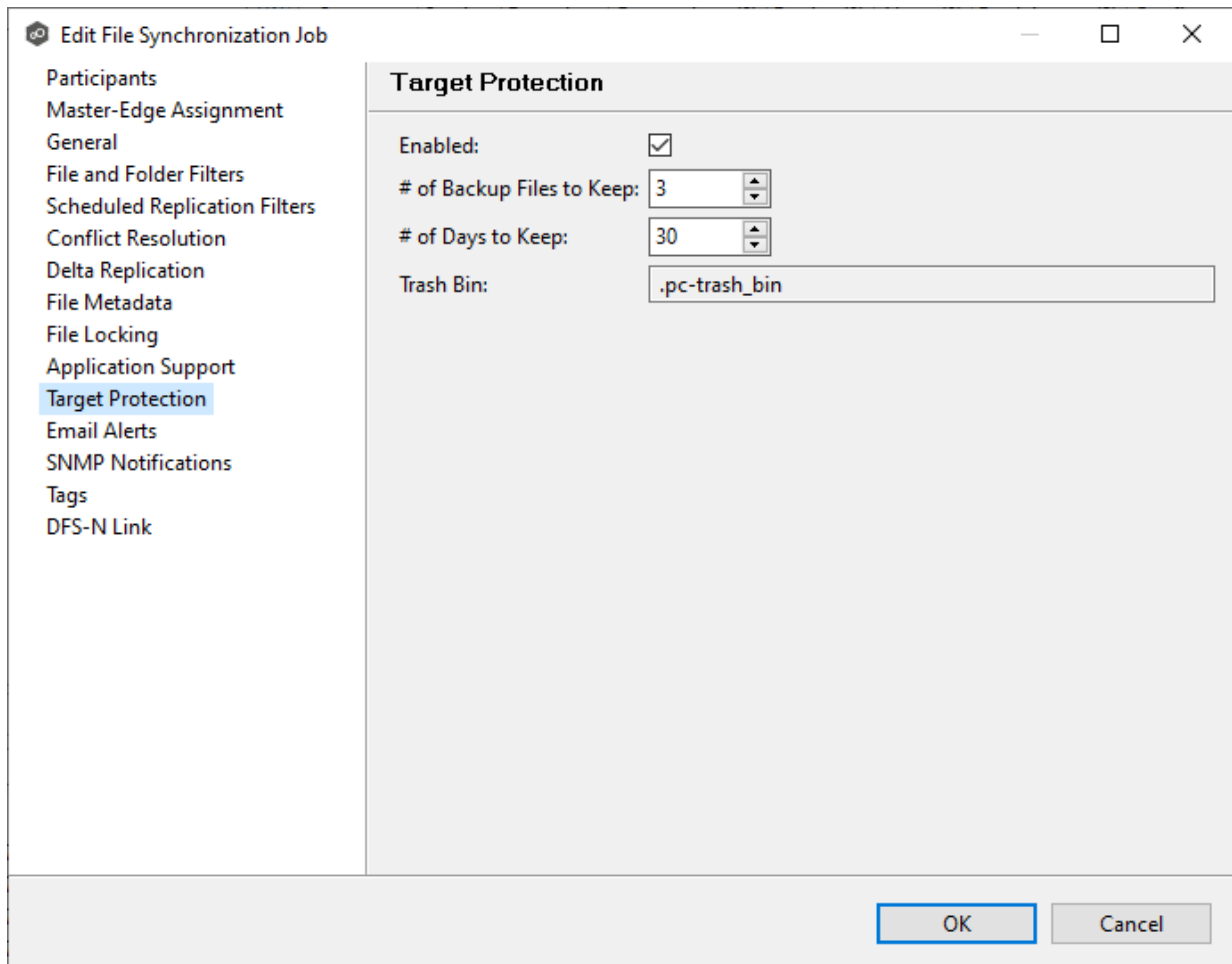 Edit File Synchronization Job
Participants
Master-Edge Assignment
General
File and Folder Filters
Scheduled Replication Filters
Conflict Resolution
Delta Replication
File Metadata
File Locking
Application Support
Target Protection
Email Alerts
SNMP Notifications
Tags
DFS-N Link
Target Protection
Enabled:
# of Backup Files to Keep: 3
# of Days to Keep: 30
Trash Bin: .pc-trash_bin
OK Cancel